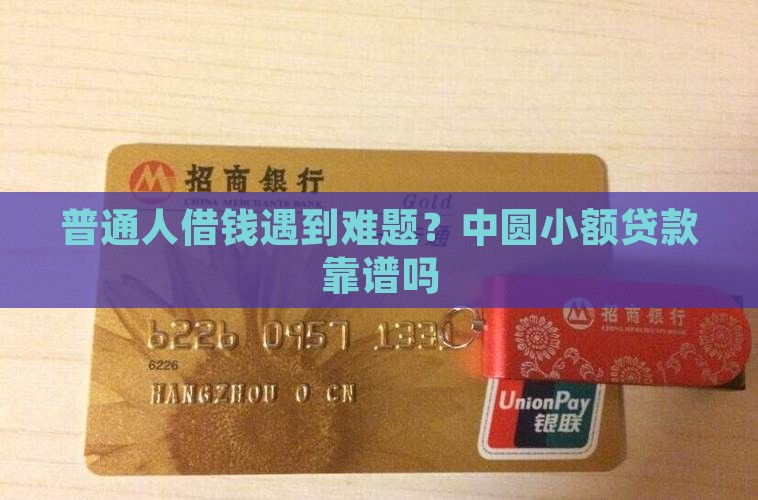 招商银行
CHINA MERCHANTS BANK
Gold
普通人借钱遇到难题？中圆小额贷款
靠谱吗
招商银行
CHINA MERCHANTS BANK
6226 0957 1331
6226
HANGZHOU 0 CN
UnionPay
银联